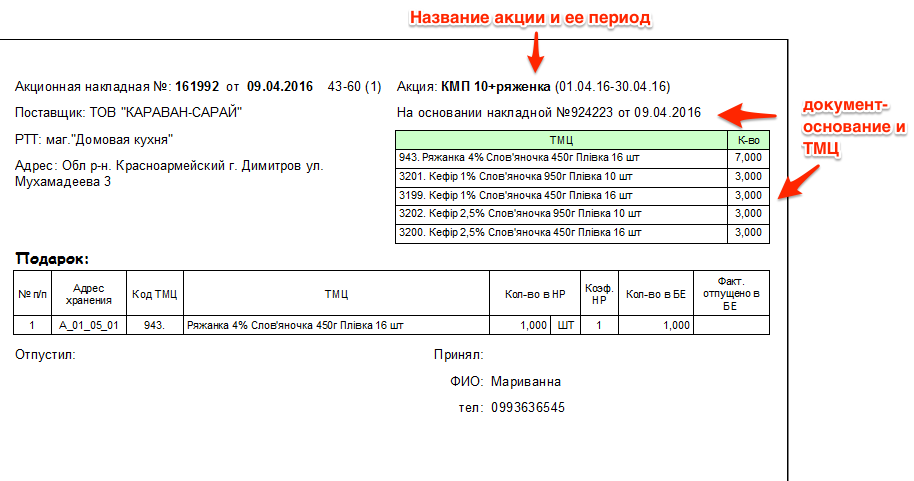 Название акции и ее период
Акционная накладная №: 161992 от 09.04.2016 43-60 (1)
Акция: КМП 10+ряженка (01.04.16-30.04.16)
Поставщик: ТОВ "КАРАВАН-САРАЙ"
На основании накладной №924223 от 09.04.2016
документ-
основание и
ТМЦ
РТТ: маг."Домовая кухня"
Адрес: Обл р-н. Красноармейский г. Димитров ул.
Мухамадеева 3
ТМЦ К-во
943. Ряжанка 4% Слов'яночка 450г Плівка 16 шт 7,000
3201. Кефір 1% Слов'яночка 950г Плівка 10 шт 3,000
3199. Кефір 1% Слов'яночка 450г Плівка 16 шт 3,000
3202. Кефір 2,5% Слов'яночка 950г Плівка 10 шт 3,000
3200. Кефір 2,5% Слов'яночка 450г Плівка 16 шт 3,000
Подарок:
№ п/п Адрес хранения Код ТМЦ ТМЦ Кол-во в НР Коэф. НР Кол-во в БЕ Факт. отпущено в БЕ
1 A_01_05_01 943. Ряжанка 4% Слов'яночка 450г Плівка 16 шт 1,000 ШТ 1 1,000
Отпустил: Принял:
ФИО: Мариванна
тел: 0993636545